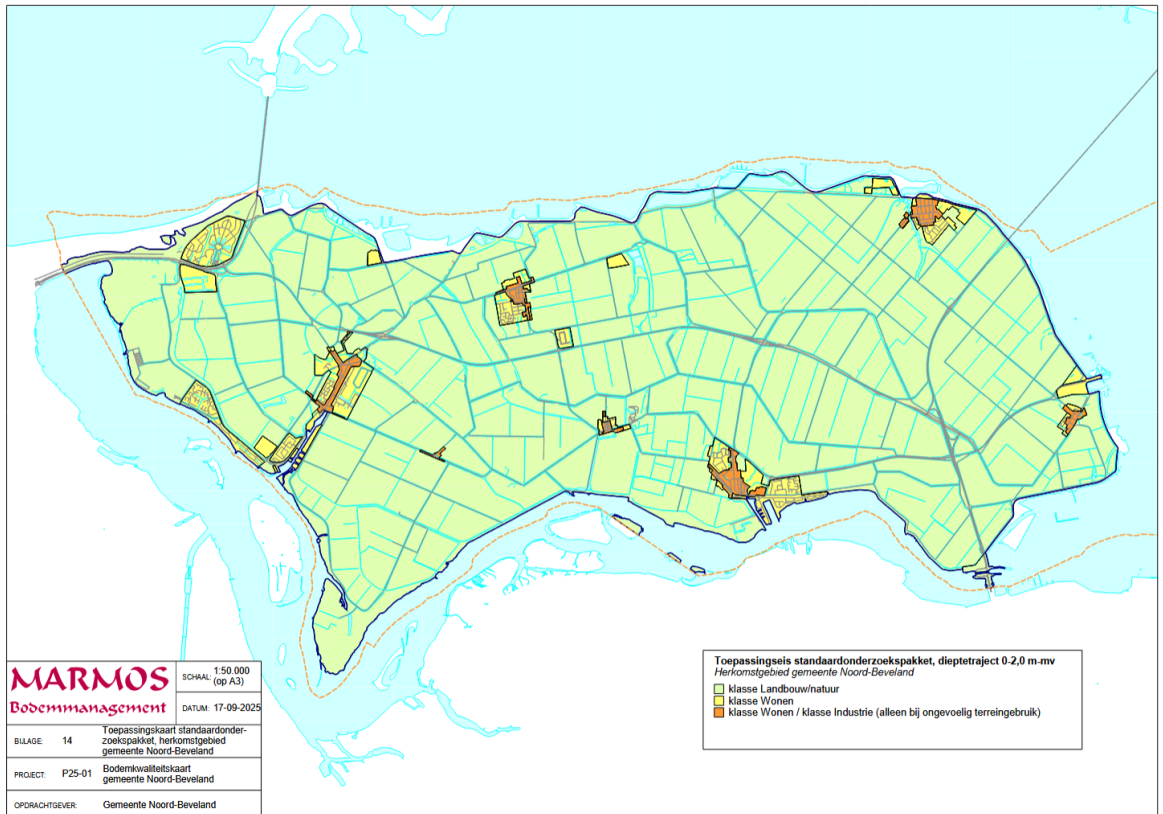 Toepassingseis standaardonderzoekspakket, dieptetraject 0-2,0 m-mv
Herkomstgebied gemeente Noord-Beveland
klasse Landbouw/natuur
klasse Wonen
klasse Wonen / klasse Industrie (alleen bij ongevoelig terreingebruik)
MARMOS
Bodemmanagement
SCHAAL: 1:50.000
(op A3)
DATUM: 17-09-2025
BIJLAGE: 14 Toepassingskaart standaardonder-
zoekspakket, herkomstgebied
gemeente Noord-Beveland
PROJECT: P25-01 Bodemkwaliteitskaart
gemeente Noord-Beveland
OPDRACHTGEVER: Gemeente Noord-Beveland